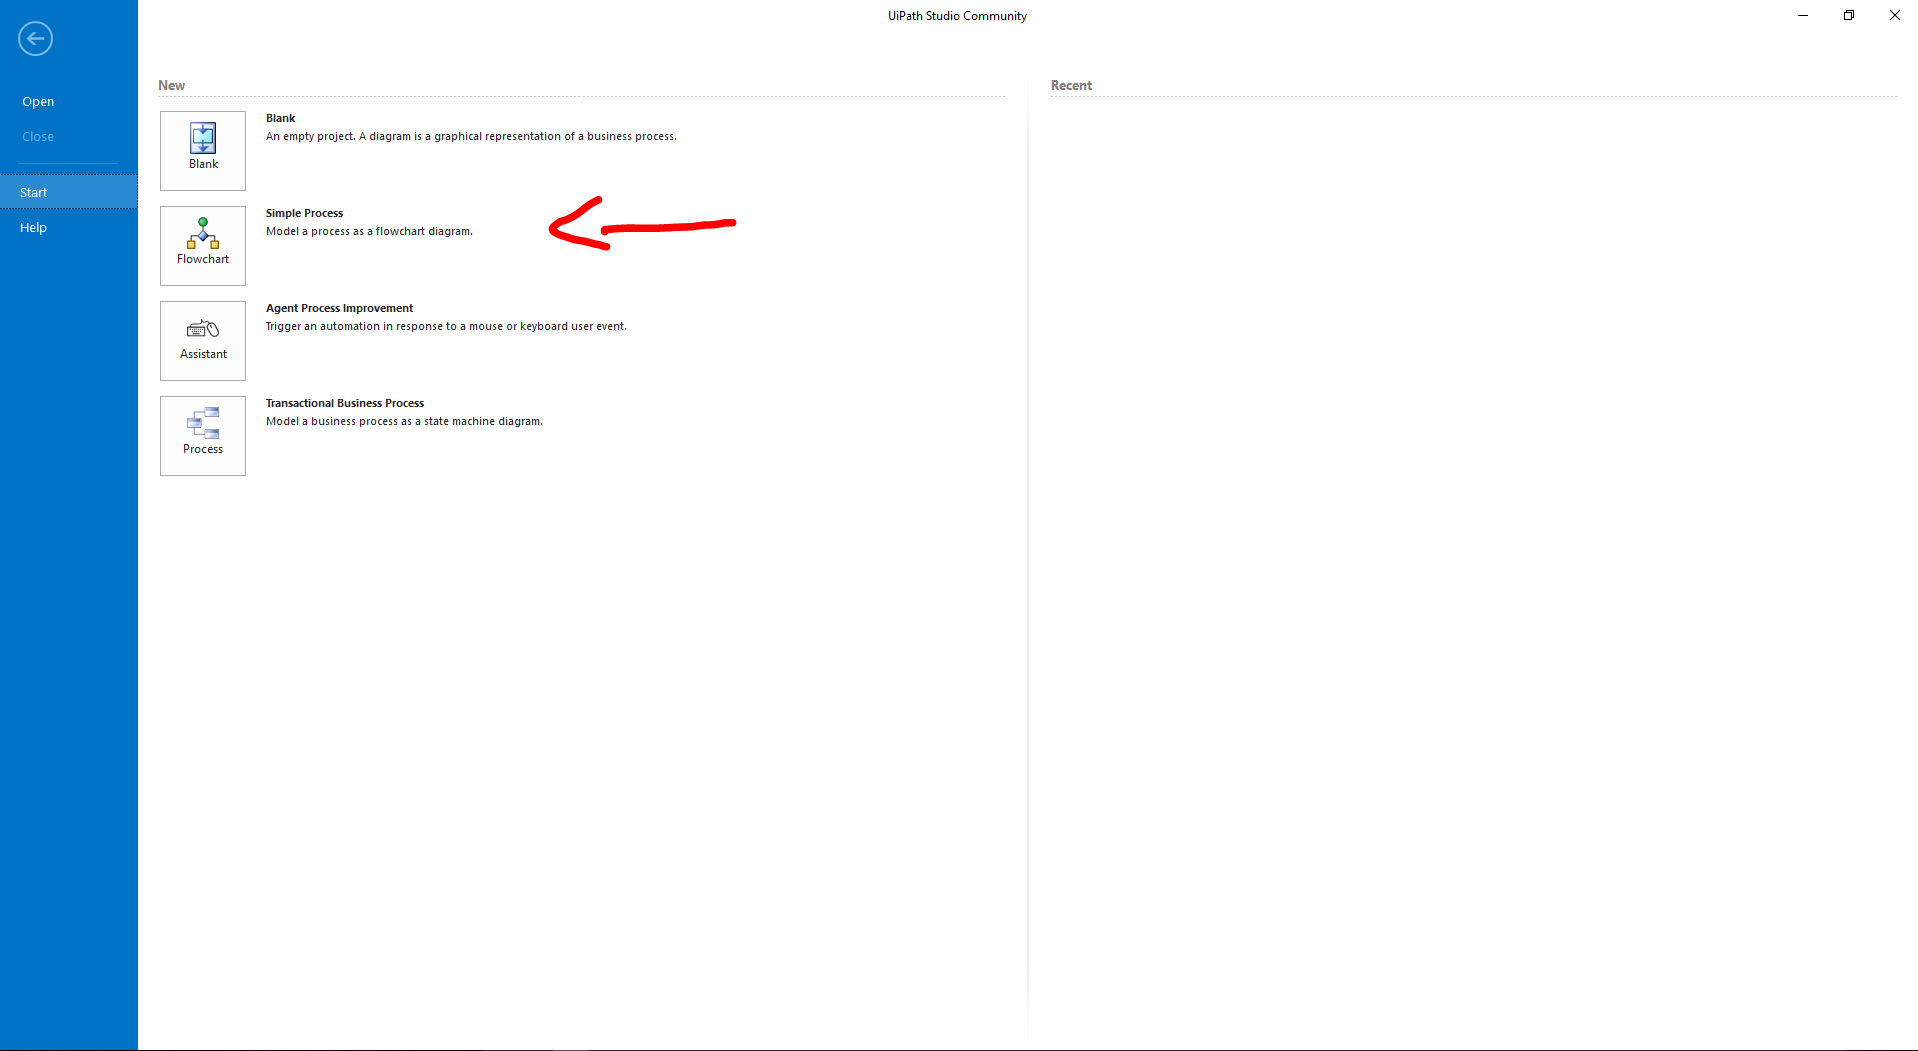 UiPath Studio Community
Open
Close
Start
Help
New
Blank
Blank
An empty project. A diagram is a graphical representation of a business process.
Flowchart
Simple Process
Model a process as a flowchart diagram.
Assistant
Agent Process Improvement
Trigger an automation in response to a mouse or keyboard user event.
Process
Transactional Business Process
Model a business process as a state machine diagram.
Recent